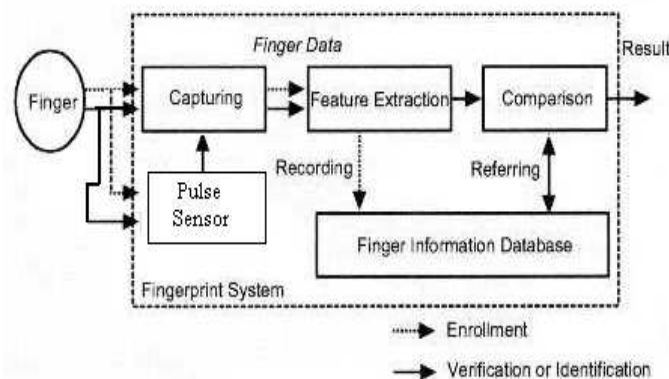 Finger Data
Result
Finger
Capturing
Feature Extraction
Comparison
Recording
Referring
Pulse
Sensor
Finger Information Database
Fingerprint System
Enrollment
Verification or Identification